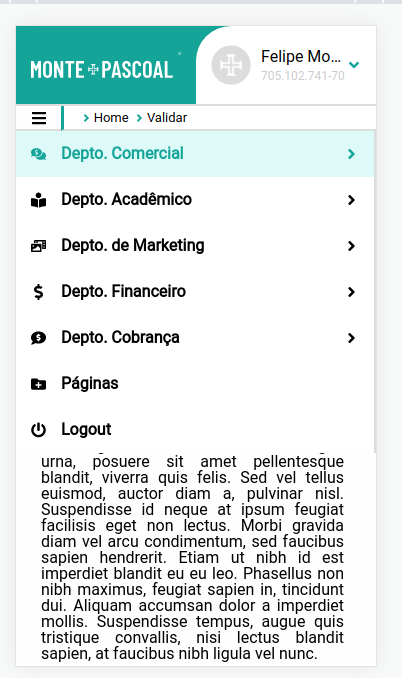 MONTE PASCOAL
Felipe Mo...
705.102.741-70
Home Validar
Depto. Comercial
Depto. Acadêmico
Depto. de Marketing
Depto. Financeiro
Depto. Cobrança
Páginas
Logout
urna, posuere sit amet pellentesque
blandit, viverra quis felis. Sed vel tellus
euismod, auctor diam a, pulvinar nisl.
Suspendisse id neque at ipsum feugiat
facilisis eget non lectus. Morbi gravida
diam vel arcu condimentum, sed faucibus
sapien hendrerit. Etiam ut nibh id est
imperdiet blandit eu eu leo. Phasellus non
nibh maximus, feugiat sapien in, tincidunt
dui. Aliquam accumsan dolor a imperdiet
mollis. Suspendisse tempus, augue quis
tristique convallis, nisi lectus blandit
sapien, at faucibus nibh ligula vel nunc.